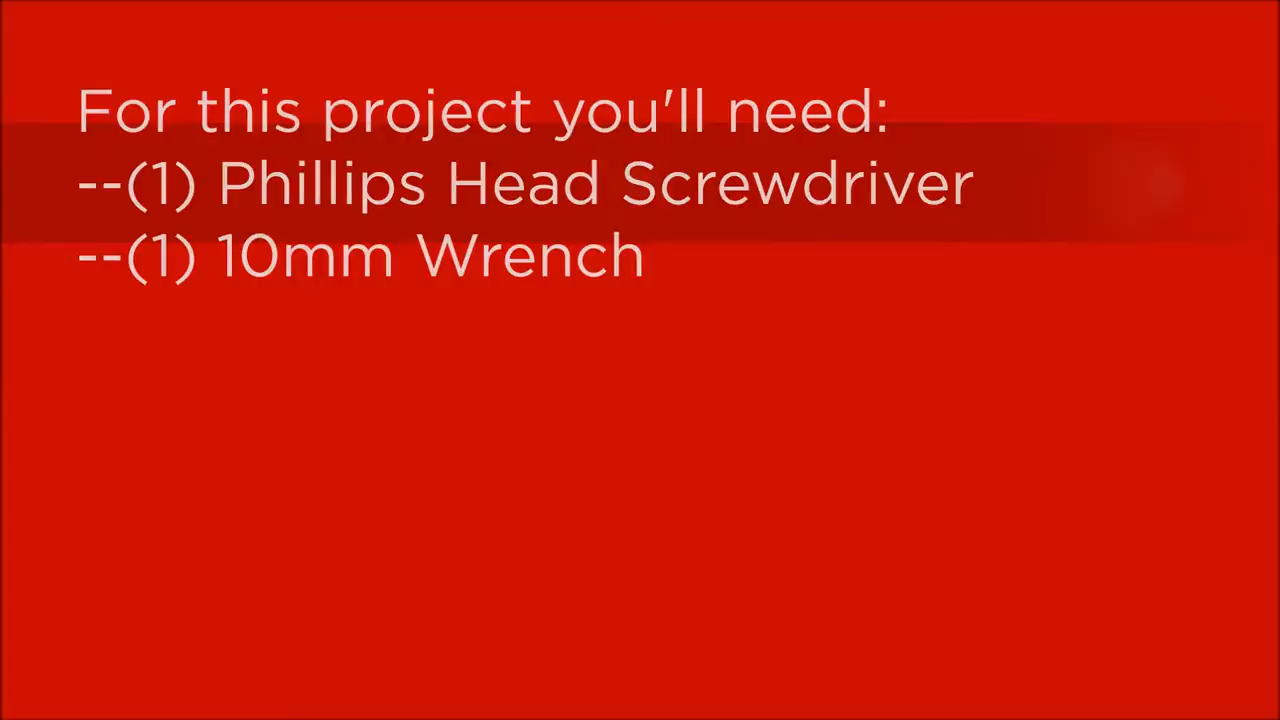 For this project you'll need:
--(1) Phillips Head Screwdriver
--(1) 10mm Wrench